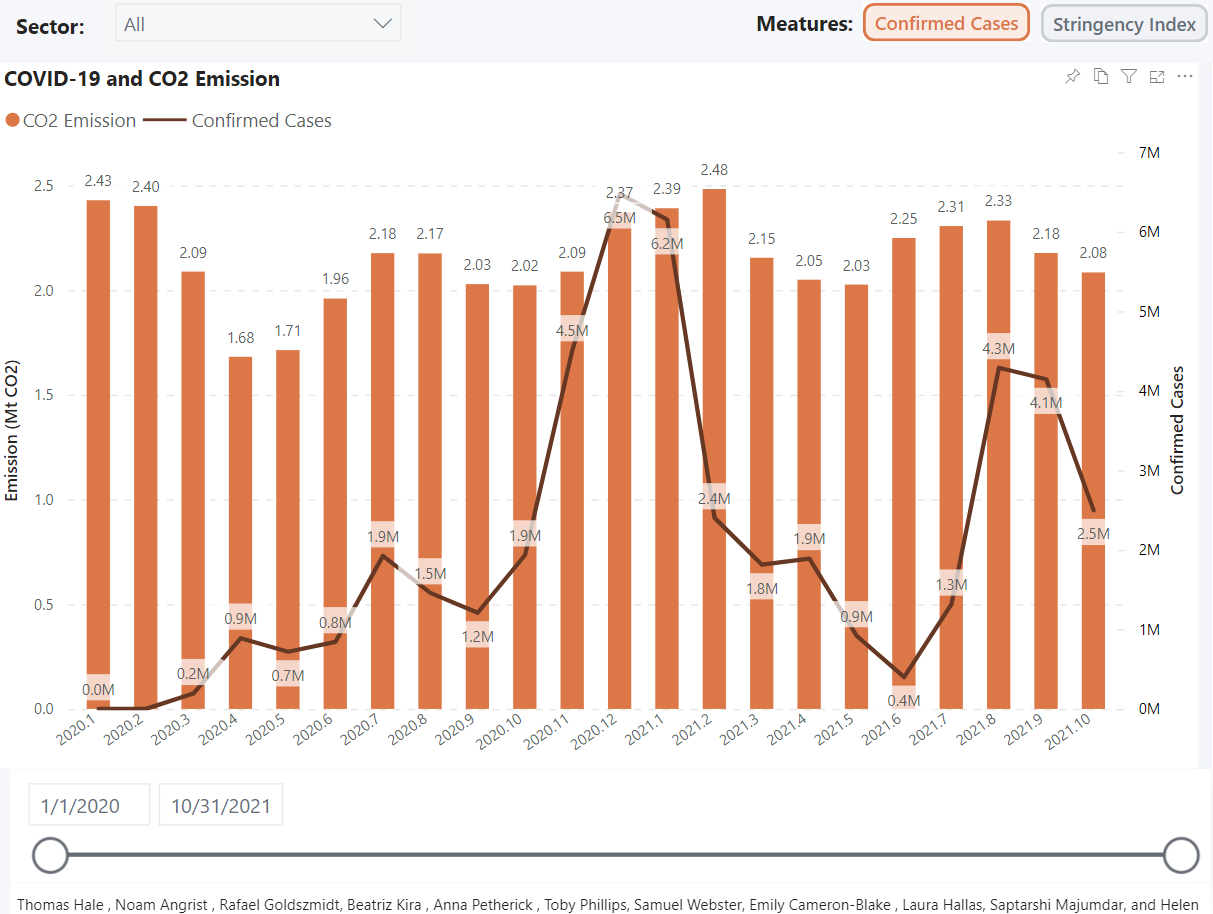 Sector: All Measures: Confirmed Cases Stringency Index
COVID-19 and CO2 Emission
CO2 Emission Confirmed Cases
7M
2.48
2.43 2.40 2.37 2.39
2.5
2.33
2.31
2.25
6.5M
6M
2.18 2.17 2.15 2.18
6.2M
2.09 2.09 2.08
2.03 2.02 2.05 2.03
1.96
2.0
5M
1.68 1.71
4.5M
4.3M
1.5
4M
4.1M
Emission (Mt CO2)
Confirmed Cases
3M
1.0
2.4M
1.9M 1.9M 1.9M 2.5M
2M
1.5M 1.3M
1.8M
0.5
0.9M 0.8M 0.9M
1.2M
1M
0.2M 0.7M
0.0M 0.4M
0.0 0M
2020.1 2020.2 2020.3 2020.4 2020.5 2020.6 2020.7 2020.8 2020.9 2020.10 2020.11 2020.12 2021.1 2021.2 2021.3 2021.4 2021.5 2021.6 2021.7 2021.8 2021.9 2021.10
1/1/2020 10/31/2021
Thomas Hale , Noam Angrist , Rafael Goldszmidt, Beatriz Kira , Anna Petherick , Toby Phillips, Samuel Webster, Emily Cameron-Blake , Laura Hallas, Saptarshi Majumdar, and Helen